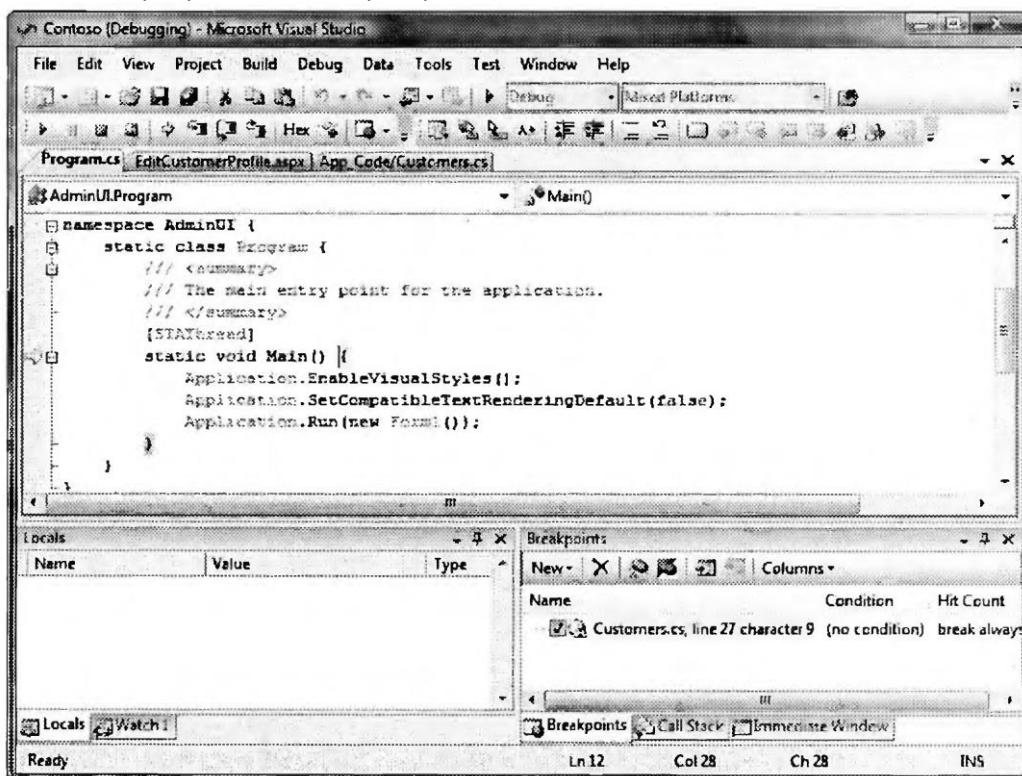 Contoso (Debugging) - Microsoft Visual Studio
File Edit View Project Build Debug Data Tools Test Window Help
Debug Mixed Platforms
Hex
Program.cs EditCustomerProfile.aspx App_Code/Customers.cs
AdminUI.Program Main()
namespace AdminUI {
static class Program {
/// <summary>
/// The main entry point for the application.
/// </summary>
[STAThread]
static void Main() {
Application.EnableVisualStyles();
Application.SetCompatibleTextRenderingDefault(false);
Application.Run(new Form1());
}
}
}
Locals Breakpoints
Name Value Type New Columns
Name Condition Hit Count
Customers.cs, line 27 character 9 (no condition) break always
Locals Watch 1 Breakpoints Call Stack Immediate Window
Ready Ln 12 Col 28 Ch 28 INS